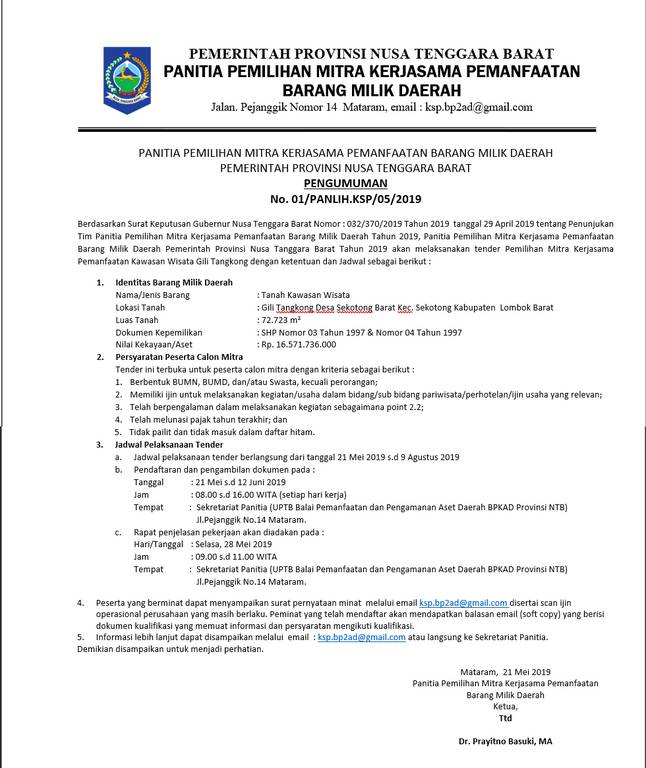 PEMERINTAH PROVINSI NUSA TENGGARA BARAT
PANITIA PEMILIHAN MITRA KERJASAMA PEMANFAATAN
BARANG MILIK DAERAH
Jalan. Pejanggik Nomor 14 Mataram, email : ksp.bp2ad@gmail.com
PANITIA PEMILIHAN MITRA KERJASAMA PEMANFAATAN BARANG MILIK DAERAH
PEMERINTAH PROVINSI NUSA TENGGARA BARAT
PENGUMUMAN
No. 01/PANLIH.KSP/05/2019
Berdasarkan Surat Keputusan Gubernur Nusa Tenggara Barat Nomor : 032/370/2019 Tahun 2019 tanggal 29 April 2019 tentang Penunjukan
Tim Panitia Pemilihan Mitra Kerjasama Pemanfaatan Barang Milik Daerah Tahun 2019, Panitia Pemilihan Mitra Kerjasama Pemanfaatan
Barang Milik Daerah Pemerintah Provinsi Nusa Tanggara Barat Tahun 2019 akan melaksanakan tender Pemilihan Mitra Kerjasama
Pemanfaatan Kawasan Wisata Gili Tangkong dengan ketentuan dan Jadwal sebagai berikut :
1. Identitas Barang Milik Daerah
Nama/Jenis Barang : Tanah Kawasan Wisata
Lokasi Tanah : Gili Tangkong Desa Sekotong Barat Kec. Sekotong Kabupaten Lombok Barat
Luas Tanah : 72.723 m²
Dokumen Kepemilikan : SHP Nomor 03 Tahun 1997 & Nomor 04 Tahun 1997
Nilai Kekayaan/Aset : Rp. 16.571.736.000
2. Persyaratan Peserta Calon Mitra
Tender ini terbuka untuk peserta calon mitra dengan kriteria sebagai berikut :
1. Berbentuk BUMN, BUMD, dan/atau Swasta, kecuali perorangan;
2. Memiliki ijin untuk melaksanakan kegiatan/usaha dalam bidang/sub bidang pariwisata/perhotelan/ijin usaha yang relevan;
3. Telah berpengalaman dalam melaksanakan kegiatan sebagaimana point 2.2;
4. Telah melunasi pajak tahun terakhir; dan
5. Tidak pailit dan tidak masuk dalam daftar hitam.
3. Jadwal Pelaksanaan Tender
a. Jadwal pelaksanaan tender berlangsung dari tanggal 21 Mei 2019 s.d 9 Agustus 2019
b. Pendaftaran dan pengambilan dokumen pada :
Tanggal : 21 Mei s.d 12 Juni 2019
Jam : 08.00 s.d 16.00 WITA (setiap hari kerja)
Tempat : Sekretariat Panitia (UPTB Balai Pemanfaatan dan Pengamanan Aset Daerah BPKAD Provinsi NTB)
Jl.Pejanggik No.14 Mataram.
c. Rapat penjelasan pekerjaan akan diadakan pada :
Hari/Tanggal : Selasa, 28 Mei 2019
Jam : 09.00 s.d 11.00 WITA
Tempat : Sekretariat Panitia (UPTB Balai Pemanfaatan dan Pengamanan Aset Daerah BPKAD Provinsi NTB)
Jl.Pejanggik No.14 Mataram.
4. Peserta yang berminat dapat menyampaikan surat pernyataan minat melalui email ksp.bp2ad@gmail.com disertai scan ijin
operasional perusahaan yang masih berlaku. Peminat yang telah mendaftar akan mendapatkan balasan email (soft copy) yang berisi
dokumen kualifikasi yang memuat informasi dan persyaratan mengikuti kualifikasi.
5. Informasi lebih lanjut dapat disampaikan melalui email : ksp.bp2ad@gmail.com atau langsung ke Sekretariat Panitia.
Demikian disampaikan untuk menjadi perhatian.
Mataram, 21 Mei 2019
Panitia Pemilihan Mitra Kerjasama Pemanfaatan
Barang Milik Daerah
Ketua,
Ttd
Dr. Prayitno Basuki, MA